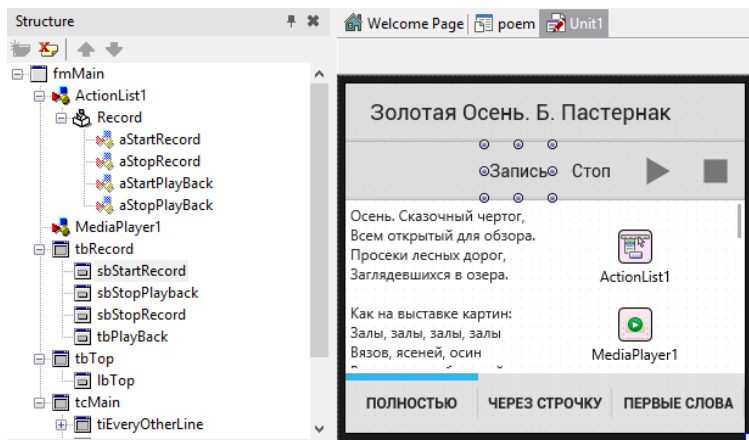 Structure
Welcome Page
poem
Unit1
fmMain
ActionList1
Record
aStartRecord
aStopRecord
aStartPlayBack
aStopPlayBack
MediaPlayer1
tbRecord
sbStartRecord
sbStopPlayback
sbStopRecord
tbPlayBack
tbTop
lbTop
tcMain
tiEveryOtherLine
Золотая Осень. Б. Пастернак
Запись Стоп
Осень. Сказочный чертог,
Всем открытый для обзора.
Просеки лесных дорог,
Заглядевшихся в озера.
Как на выставке картин:
Залы, залы, залы, залы
Вязов, ясеней, осин
ActionList1
MediaPlayer1
ПОЛНОСТЬЮ ЧЕРЕЗ СТРОЧКУ ПЕРВЫЕ СЛОВА